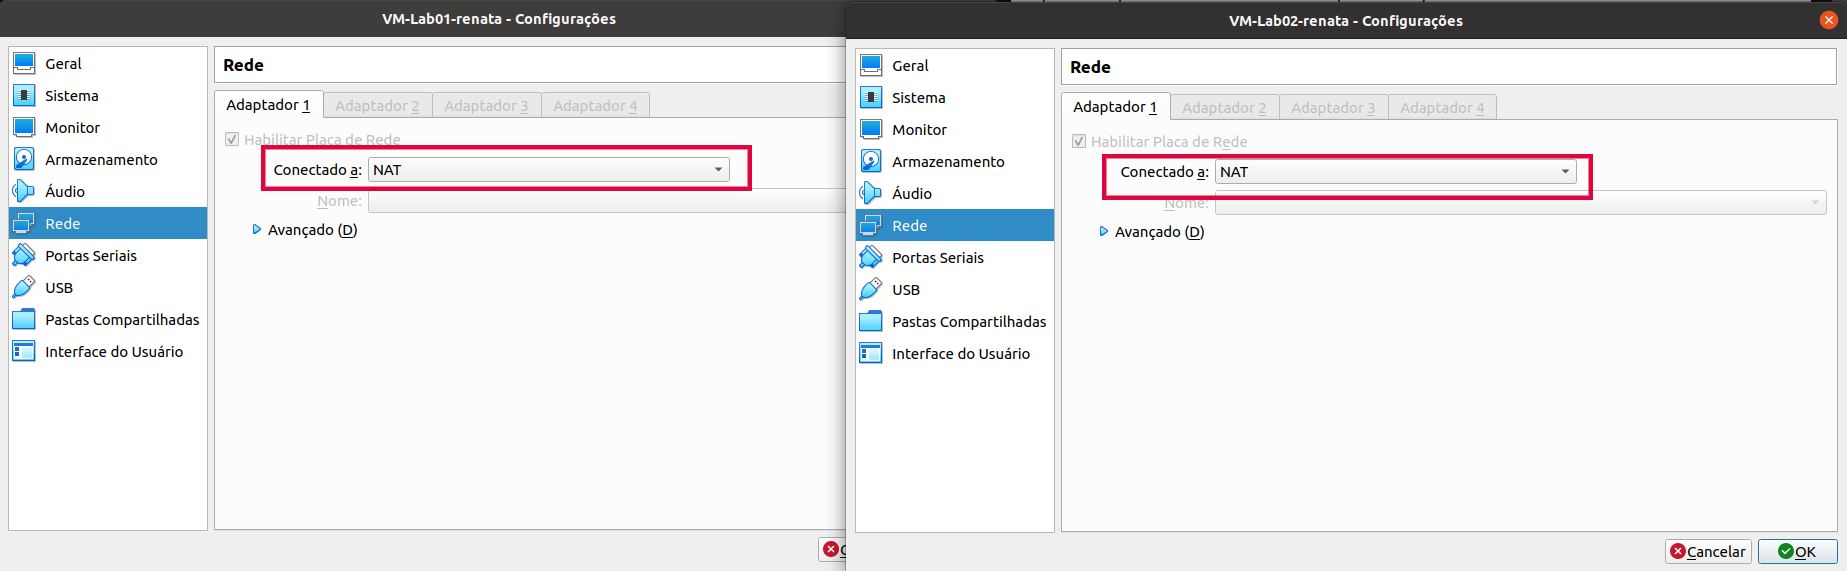 VM-Lab01-renata - Configurações
Geral
Sistema
Monitor
Armazenamento
Áudio
Rede
Portas Seriais
USB
Pastas Compartilhadas
Interface do Usuário
Rede
Adaptador 1 Adaptador 2 Adaptador 3 Adaptador 4
Habilitar Placa de Rede
Conectado a: NAT
Nome:
Avançado (D)
VM-Lab02-renata - Configurações
Geral
Sistema
Monitor
Armazenamento
Áudio
Rede
Portas Seriais
USB
Pastas Compartilhadas
Interface do Usuário
Rede
Adaptador 1 Adaptador 2 Adaptador 3 Adaptador 4
Habilitar Placa de Rede
Conectado a: NAT
Nome:
Avançado (D)
Cancelar OK